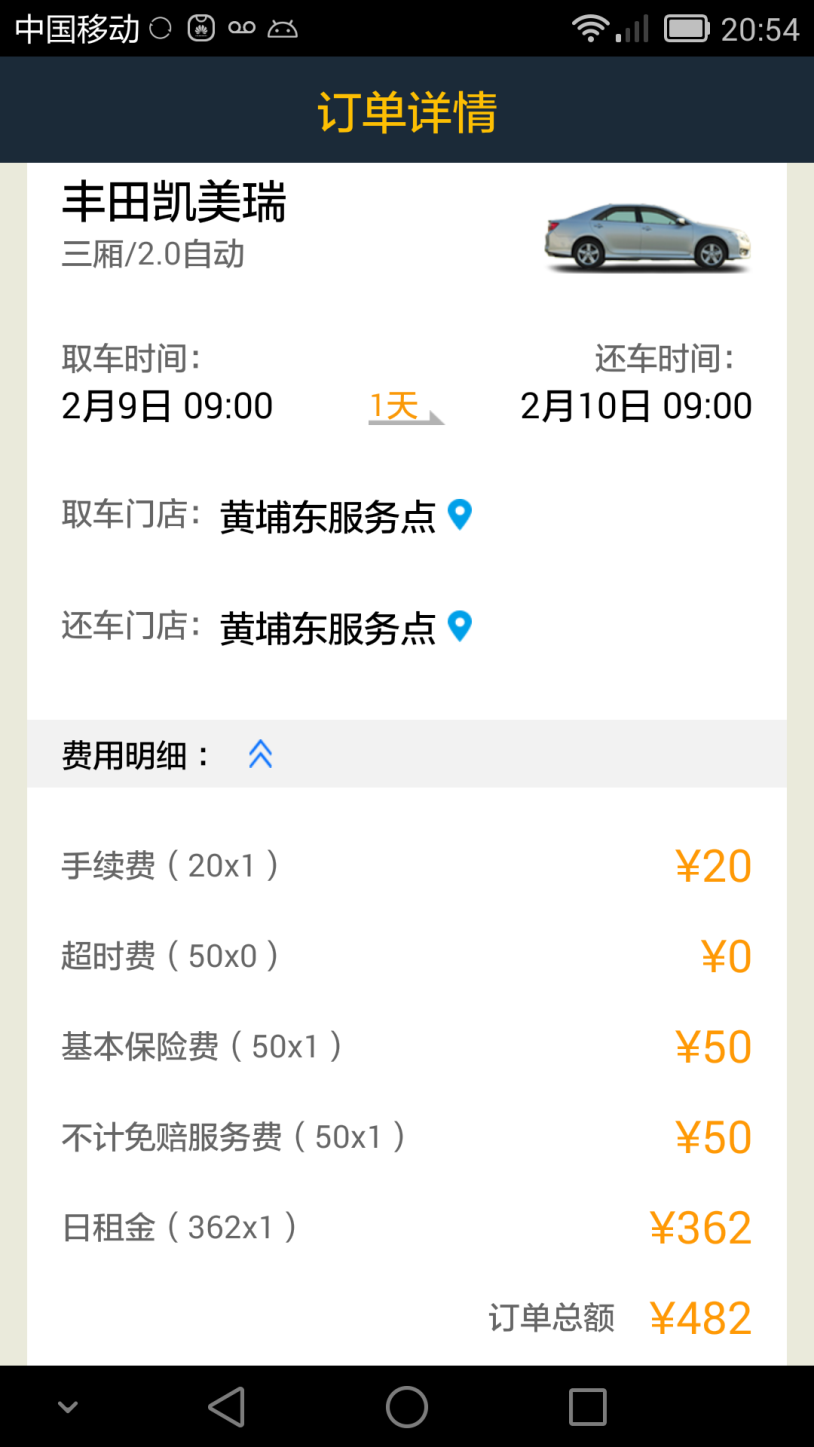 中国移动 20:54
订单详情
丰田凯美瑞
三厢/2.0自动
取车时间: 还车时间:
2月9日 09:00 1天 2月10日 09:00
取车门店: 黄埔东服务点
还车门店: 黄埔东服务点
费用明细：
手续费（20x1） ¥20
超时费（50x0） ¥0
基本保险费（50x1） ¥50
不计免赔服务费（50x1） ¥50
日租金（362x1） ¥362
订单总额 ¥482